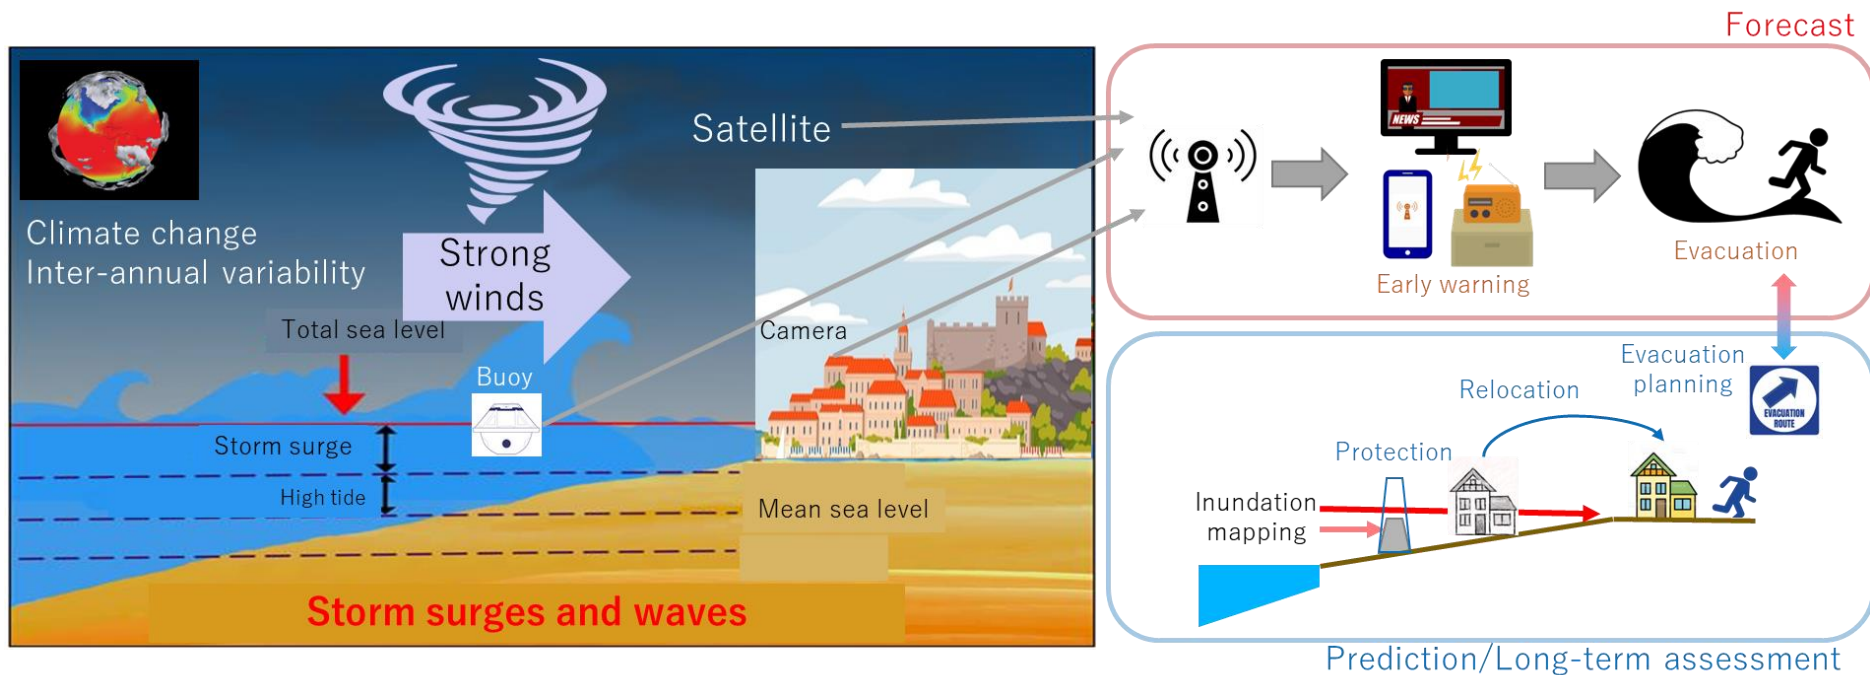 Forecast
Satellite
Climate change
Inter-annual variability
Strong
winds
NEWS
Early warning
Evacuation
Total sea level
Camera
Buoy
Storm surge
High tide
Mean sea level
Storm surges and waves
Evacuation
planning
EVACUATION
ROUTE
Relocation
Protection
Inundation
mapping
Prediction/Long-term assessment